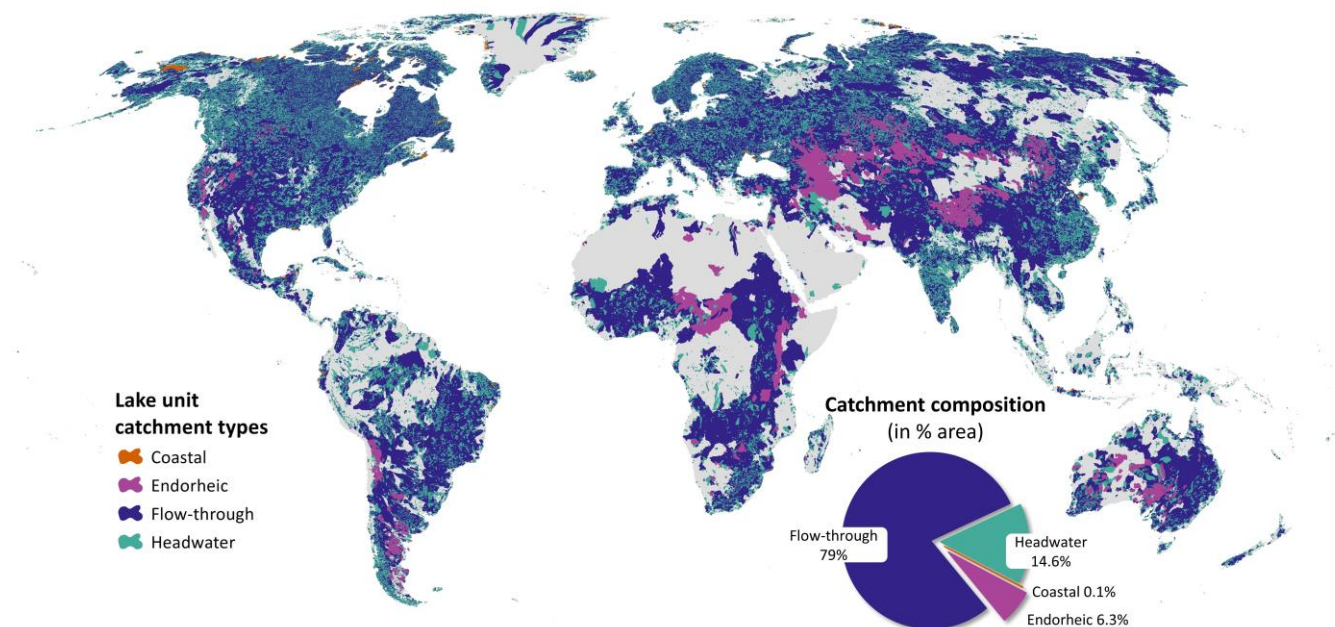 Lake unit
catchment types
Coastal
Endorheic
Flow-through
Headwater
Catchment composition
(in % area)
Flow-through
79%
Headwater
14.6%
Coastal 0.1%
Endorheic 6.3%